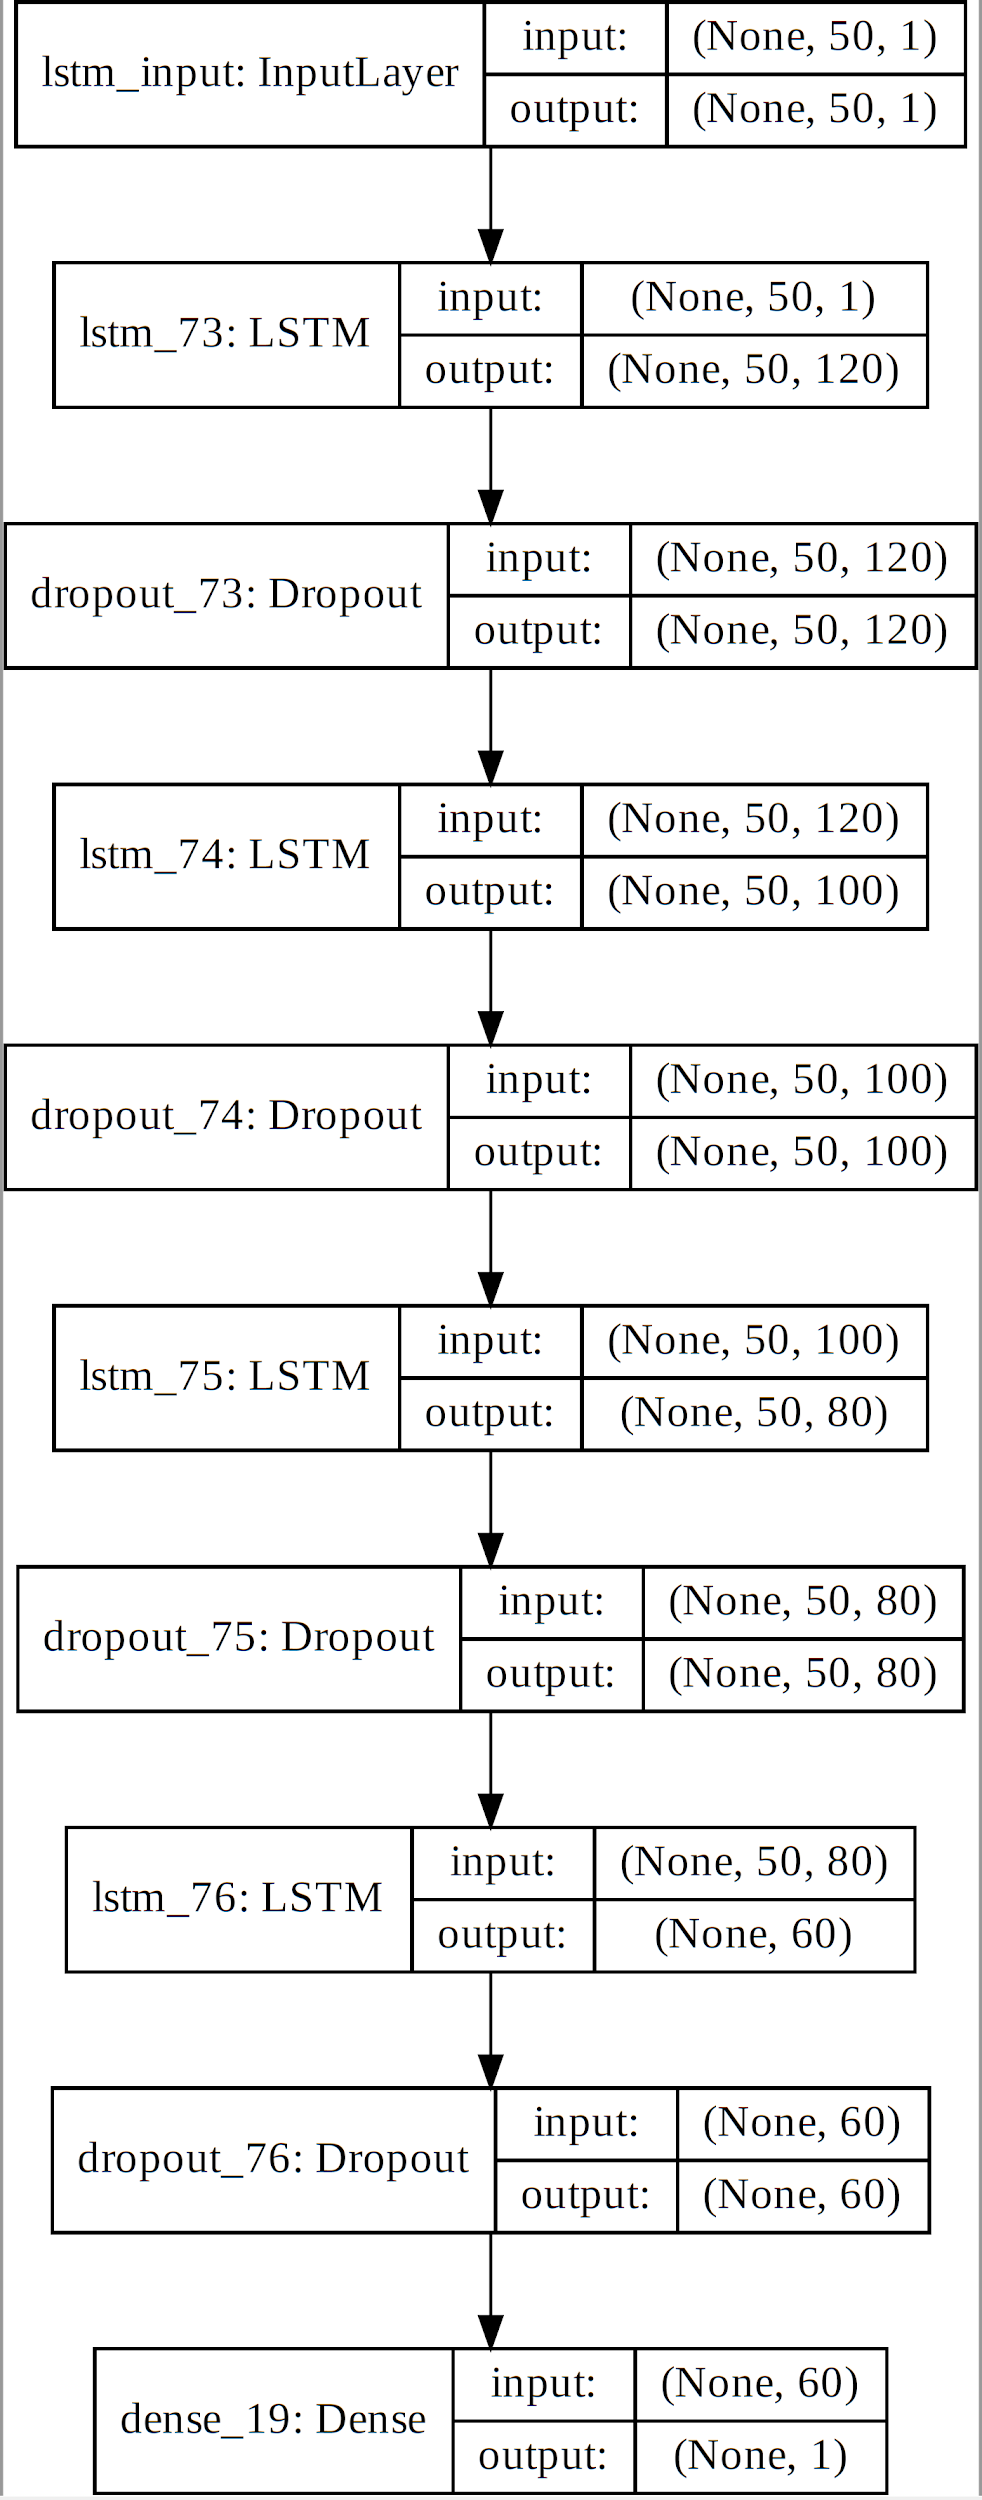 lstm_input: InputLayer
input: (None, 50, 1)
output: (None, 50, 1)
lstm_73: LSTM
input: (None, 50, 1)
output: (None, 50, 120)
dropout_73: Dropout
input: (None, 50, 120)
output: (None, 50, 120)
lstm_74: LSTM
input: (None, 50, 120)
output: (None, 50, 100)
dropout_74: Dropout
input: (None, 50, 100)
output: (None, 50, 100)
lstm_75: LSTM
input: (None, 50, 100)
output: (None, 50, 80)
dropout_75: Dropout
input: (None, 50, 80)
output: (None, 50, 80)
lstm_76: LSTM
input: (None, 50, 80)
output: (None, 60)
dropout_76: Dropout
input: (None, 60)
output: (None, 60)
dense_19: Dense
input: (None, 60)
output: (None, 1)